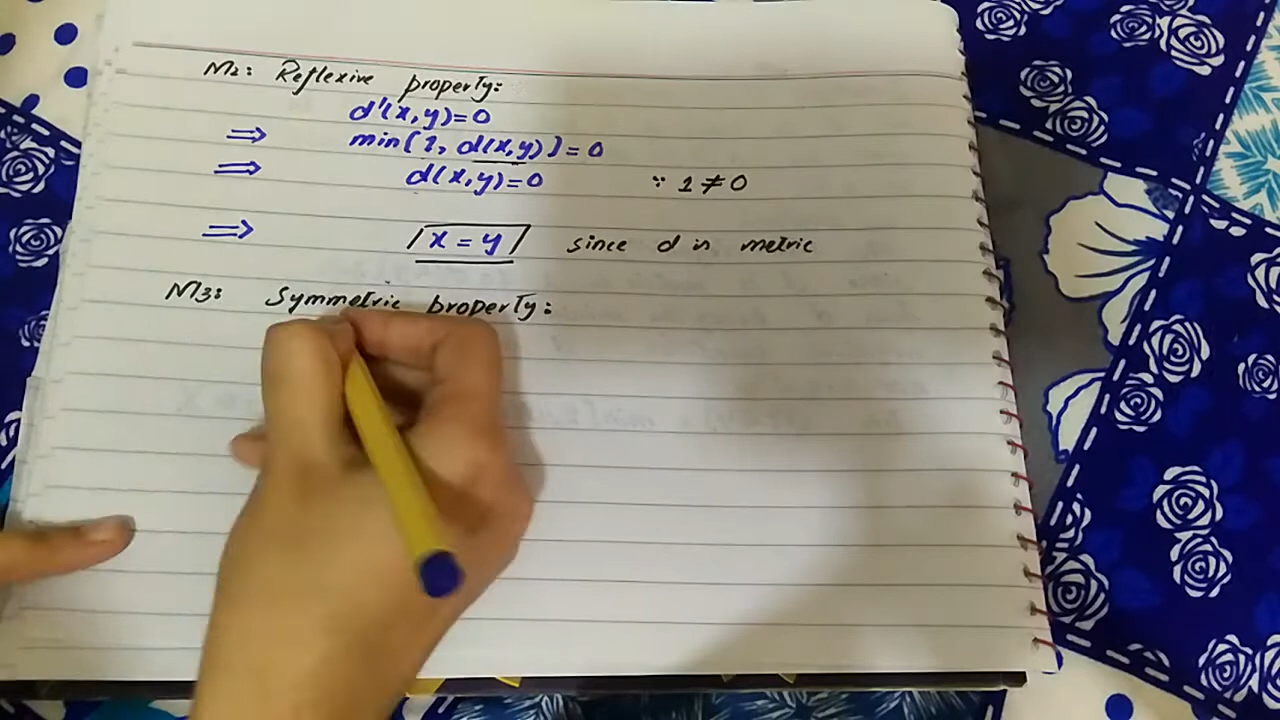 M2: Reflexive property:
d'(x,y)=0
⇒ min(1, d(x,y))=0
⇒ d(x,y)=0 ∵ 1≠0
⇒ x=y since d is metric
M3: Symmetric property: